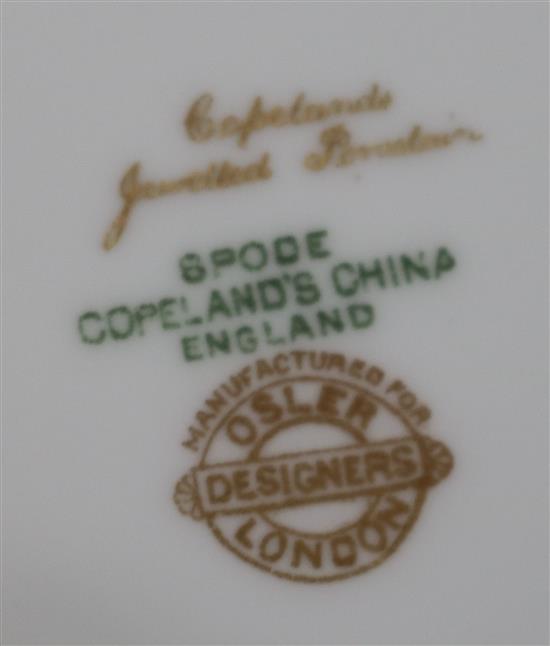 Copelands
Jewelled Porcelain
SPODE
COPELAND'S CHINA
ENGLAND
MANUFACTURED FOR
OSLER
DESIGNERS
LONDON